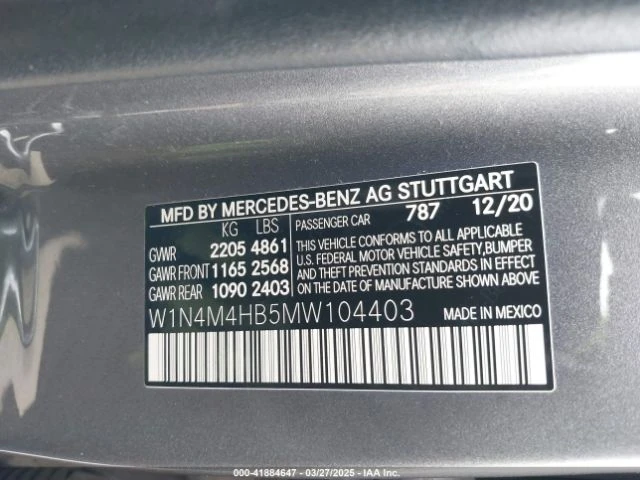 MFD BY MERCEDES-BENZ AG STUTTGART
KG LBS PASSENGER CAR 787 12/20
GVWR 2205 4861
GAWR FRONT 1165 2568
GAWR REAR 1090 2403
THIS VEHICLE CONFORMS TO ALL APPLICABLE
U.S. FEDERAL MOTOR VEHICLE SAFETY, BUMPER
AND THEFT PREVENTION STANDARDS IN EFFECT
ON THE DATE OF MANUFACTURE SHOWN ABOVE
W1N4M4HB5MW104403 MADE IN MEXICO
000-41884647 - 03/27/2025 - IAAI.COM